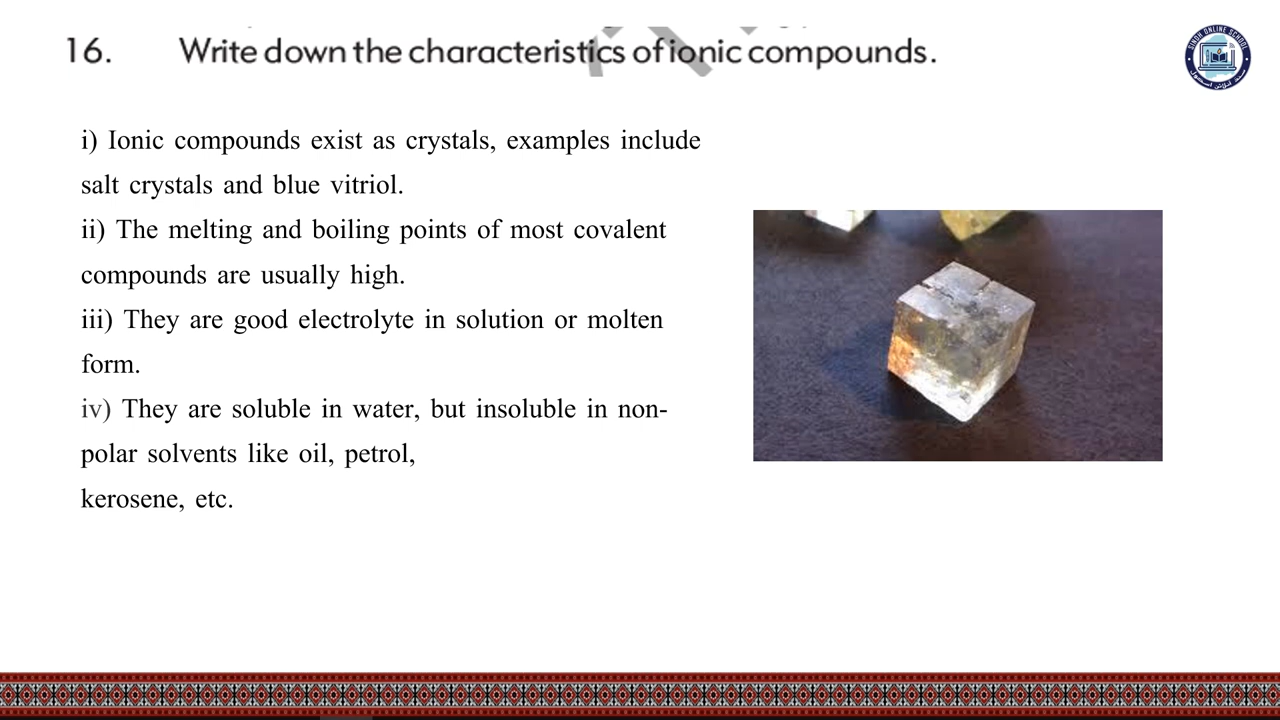 16. Write down the characteristics of ionic compounds.
SINDH ONLINE SCHOOL
i) Ionic compounds exist as crystals, examples include
salt crystals and blue vitriol.
ii) The melting and boiling points of most covalent
compounds are usually high.
iii) They are good electrolyte in solution or molten
form.
iv) They are soluble in water, but insoluble in non-
polar solvents like oil, petrol,
kerosene, etc.